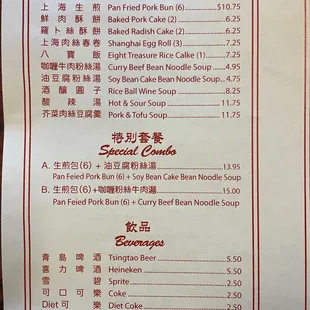 上海生煎 Pan Fried Pork Bun (6) $10.75
鮮肉酥餅 Baked Pork Cake (2) 6.25
羅卜絲酥餅 Baked Radish Cake (2) 6.25
上海肉絲春卷 Shanghai Egg Roll (3) 7.25
八寶飯 Eight Treasure Rice Calke (1) 7.25
咖喱牛肉粉絲湯 Curry Beef Bean Noodle Soup 4.95
油豆腐粉絲湯 Soy Bean Cake Bean Noodle Soup 4.75
酒釀圓子 Rice Ball Wine Soup 8.25
酸辣湯 Hot & Sour Soup 11.75
芥菜肉絲豆腐羹 Pork & Tofu Soup 11.75
特別套餐
Special Combo
A. 生煎包(6) + 油豆腐粉絲湯 13.95
Pan Feied Pork Bun (6) + Soy Bean Cake Bean Noodle Soup
B. 生煎包(6)+咖喱粉絲牛肉湯 15.00
Pan Feied Pork Bun (6) + Curry Beef Bean Noodle Soup
飲品
Beverages
青島啤酒 Tsingtao Beer 5.50
喜力啤酒 Heineken 5.50
雪碧 Sprite 2.50
可口可樂 Coke 2.50
Diet可樂 Diet Coke 2.50